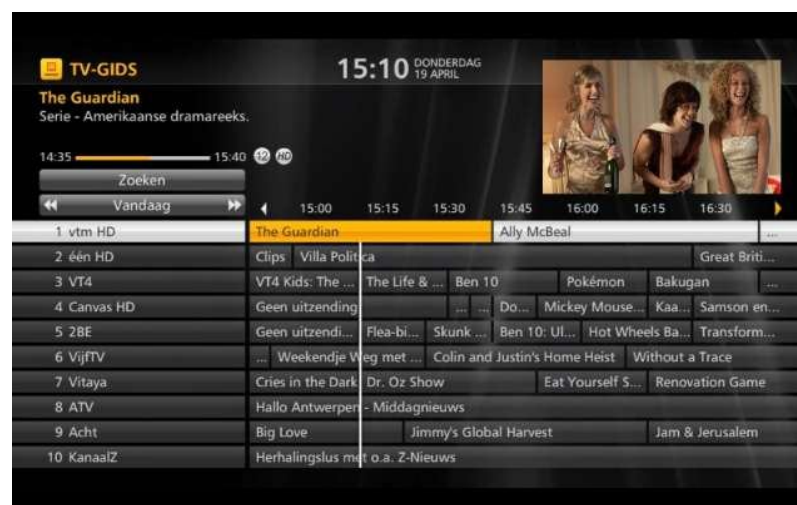 TV-GIDS
15:10 DONDERDAG
19 APRIL
The Guardian
Serie - Amerikaanse dramareeks.
14:35 15:40 12 HD
Zoeken
Vandaag
15:00 15:15 15:30 15:45 16:00 16:15 16:30
1 vtm HD The Guardian Ally McBeal ...
2 één HD Clips Villa Politica Great Briti...
3 VT4 VT4 Kids: The ... The Life & ... Ben 10 Pokémon Bakugan ...
4 Canvas HD Geen uitzending ... ... Do... Mickey Mouse... Kaa... Samson en...
5 2BE Geen uitzendi... Flea-bi... Skunk ... Ben 10: Ul... Hot Wheels Ba... Transform...
6 VijfTV ... Weekendje Weg met ... Colin and Justin's Home Heist Without a Trace
7 Vitaya Cries in the Dark Dr. Oz Show Eat Yourself S... Renovation Game
8 ATV Hallo Antwerpen - Middagnieuws
9 Acht Big Love Jimmy's Global Harvest Jam & Jerusalem
10 KanaalZ Herhalingslus met o.a. Z-Nieuws